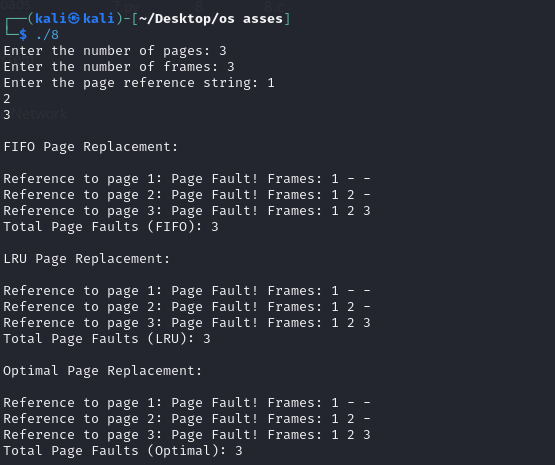 ┌──(kali㉿kali)-[~/Desktop/os asses]
└─$ ./8
Enter the number of pages: 3
Enter the number of frames: 3
Enter the page reference string: 1
2
3
Network
FIFO Page Replacement:
Reference to page 1: Page Fault! Frames: 1 - -
Reference to page 2: Page Fault! Frames: 1 2 -
Reference to page 3: Page Fault! Frames: 1 2 3
Total Page Faults (FIFO): 3
LRU Page Replacement:
Reference to page 1: Page Fault! Frames: 1 - -
Reference to page 2: Page Fault! Frames: 1 2 -
Reference to page 3: Page Fault! Frames: 1 2 3
Total Page Faults (LRU): 3
Optimal Page Replacement:
Reference to page 1: Page Fault! Frames: 1 - -
Reference to page 2: Page Fault! Frames: 1 2 -
Reference to page 3: Page Fault! Frames: 1 2 3
Total Page Faults (Optimal): 3